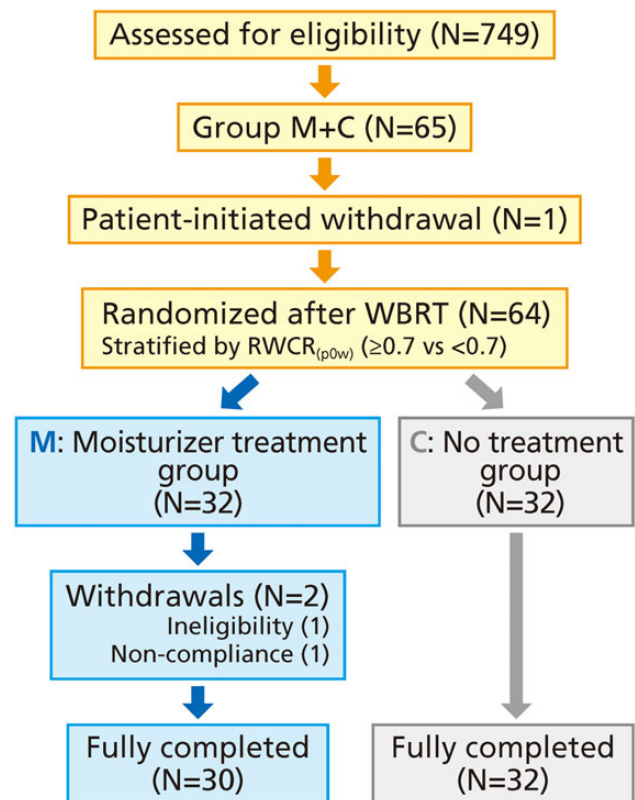 Assessed for eligibility (N=749)
Group M+C (N=65)
Patient-initiated withdrawal (N=1)
Randomized after WBRT (N=64)
Stratified by RWCR(p0w) (≥0.7 vs <0.7)
M: Moisturizer treatment
group
(N=32)
C: No treatment
group
(N=32)
Withdrawals (N=2)
Ineligibility (1)
Non-compliance (1)
Fully completed
(N=30)
Fully completed
(N=32)